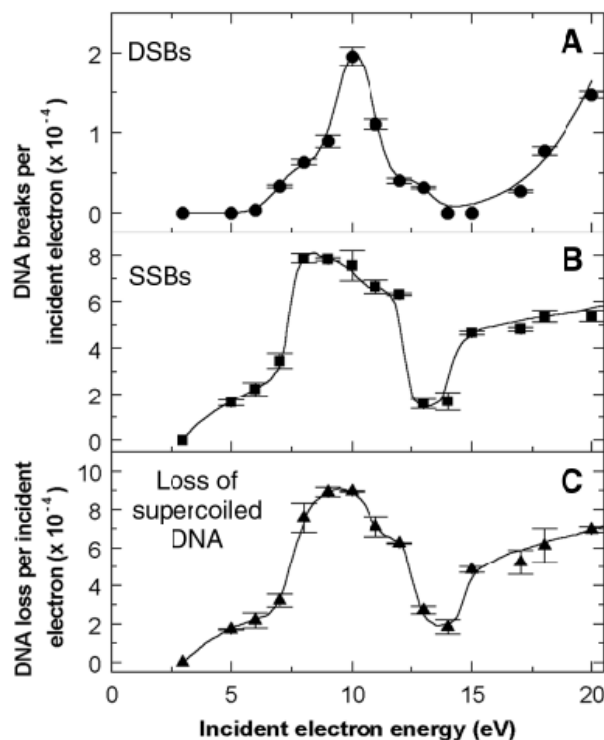 DSBs
A
2
1
0
DNA breaks per
incident electron (x 10-4)
SSBs
B
8
6
4
2
0
Loss of
supercoiled
DNA
C
10
8
6
4
2
0
DNA loss per incident
electron (x 10-4)
0
5
10
15
20
Incident electron energy (eV)